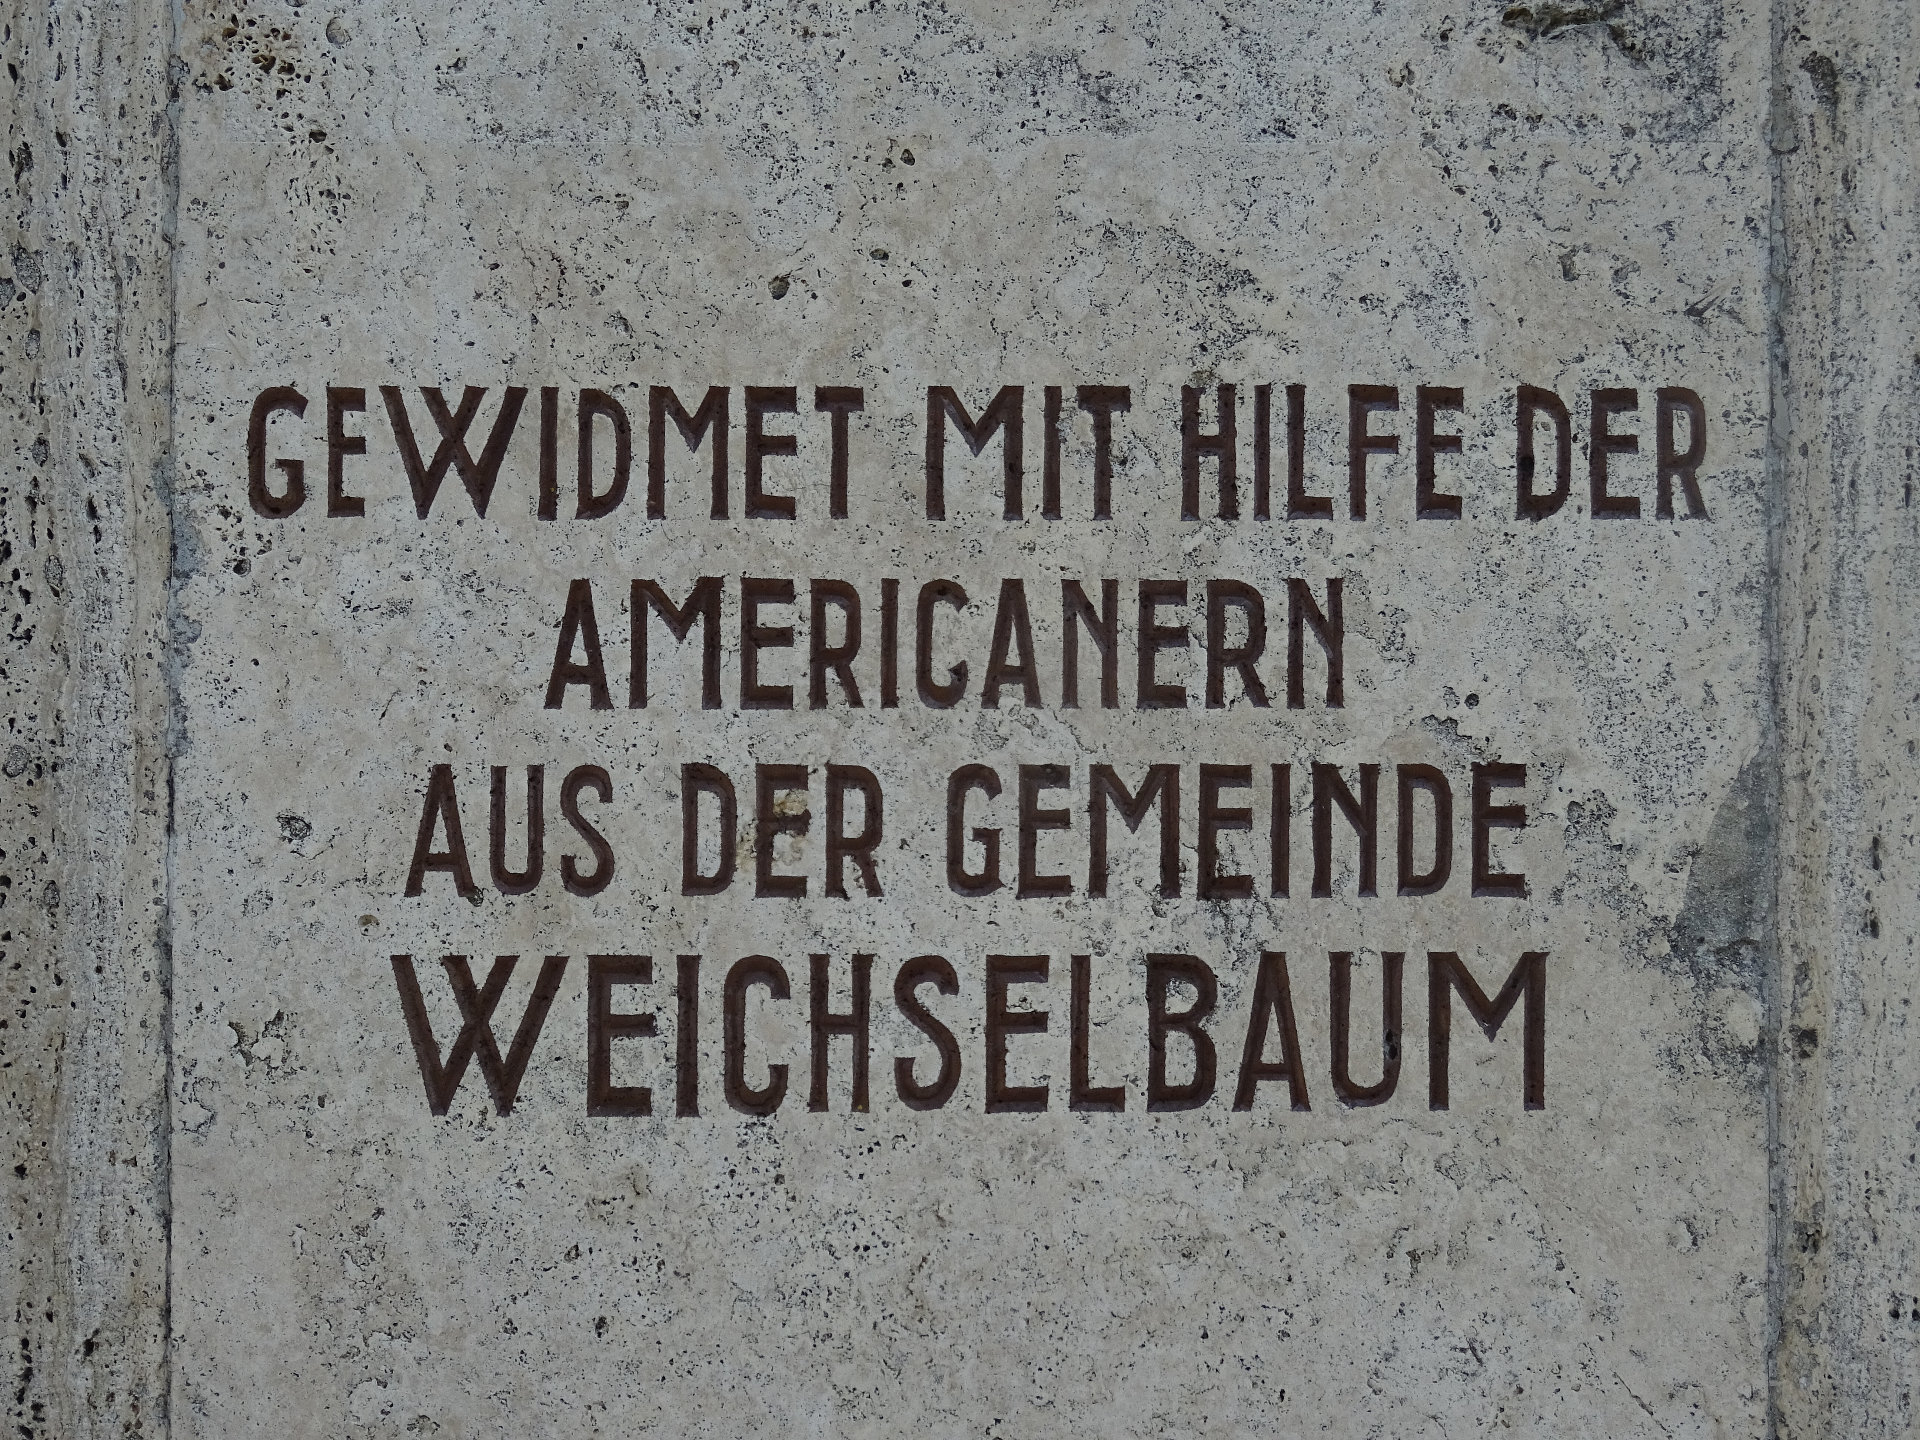 GEWIDMET MIT HILFE DER
AMERICANERN
AUS DER GEMEINDE
WEICHSELBAUM